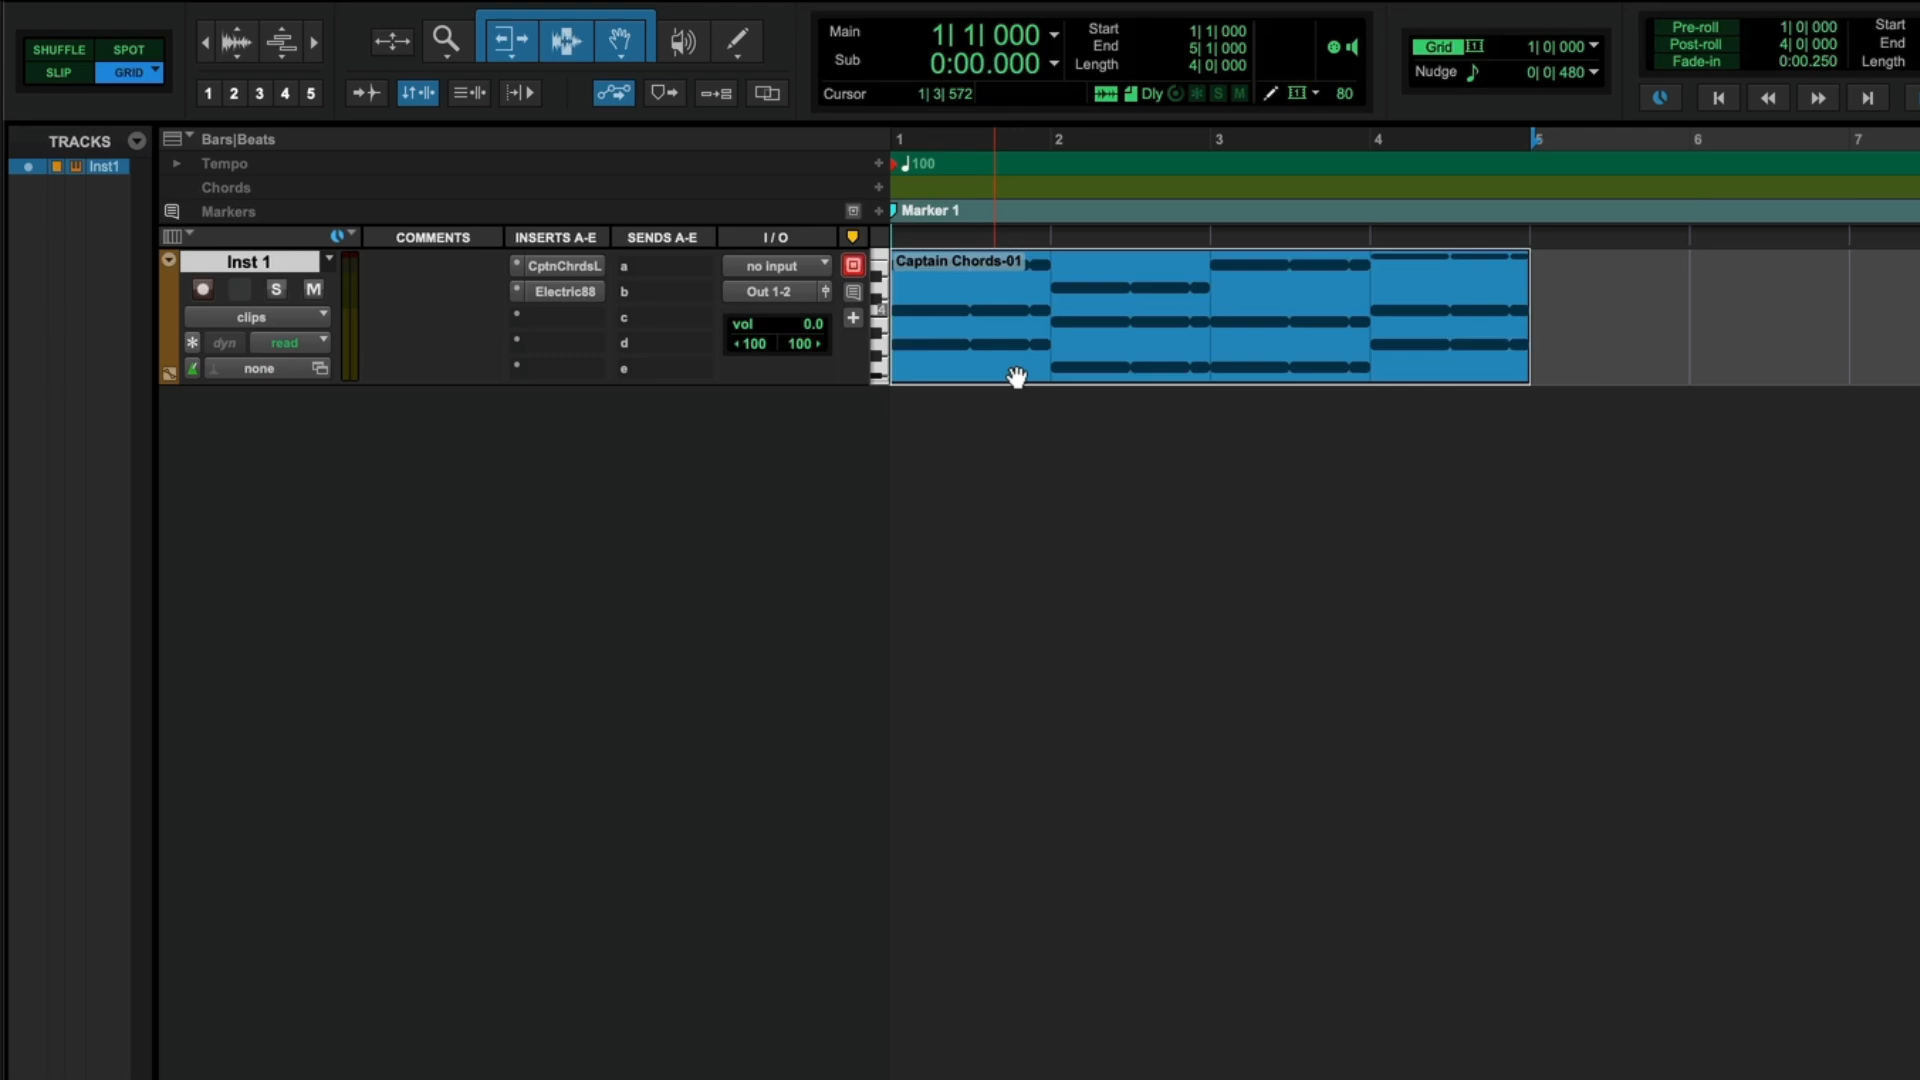 SHUFFLE SPOT
SLIP GRID
1 2 3 4 5
Main 1| 1| 000
Sub 0:00.000
Start 1| 1| 000
End 5| 1| 000
Length 4| 0| 000
Cursor 1| 3| 572
Dly S M 80
Grid 1| 0| 000
Nudge 0| 0| 480
Pre-roll 1| 0| 000 Start
Post-roll 4| 0| 000 End
Fade-in 0:00.250 Length
TRACKS
Inst1
Bars|Beats 1 2 3 4 5 6 7
Tempo 100
Chords
Markers Marker 1
COMMENTS INSERTS A-E SENDS A-E I / O
Inst 1 CptnChrdsL a no input Captain Chords-01
S M Electric88 b Out 1-2
clips c vol 0.0 4
dyn read d 100 100
none e